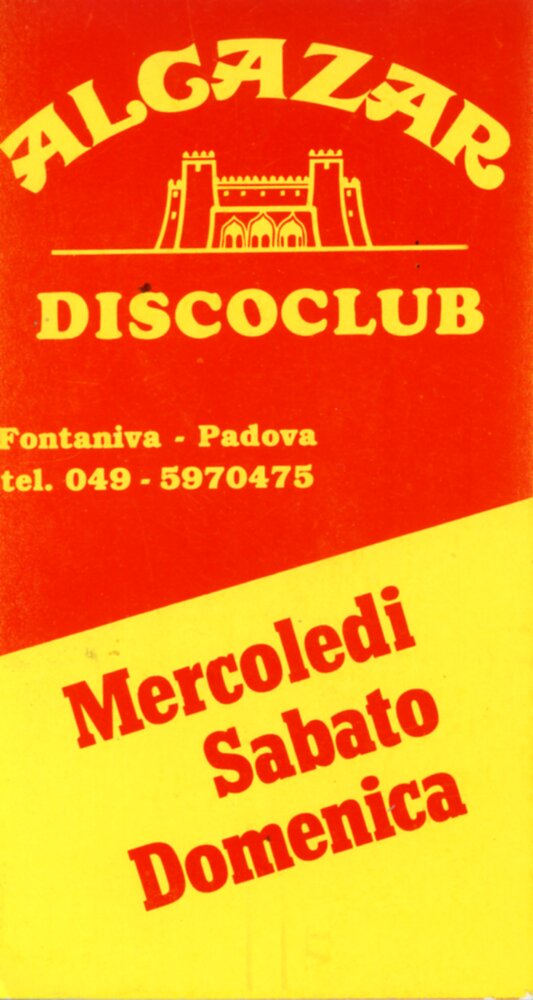 ALCAZAR
DISCOCLUB
Fontaniva - Padova
tel. 049 - 5970475
Mercoledi
Sabato
Domenica